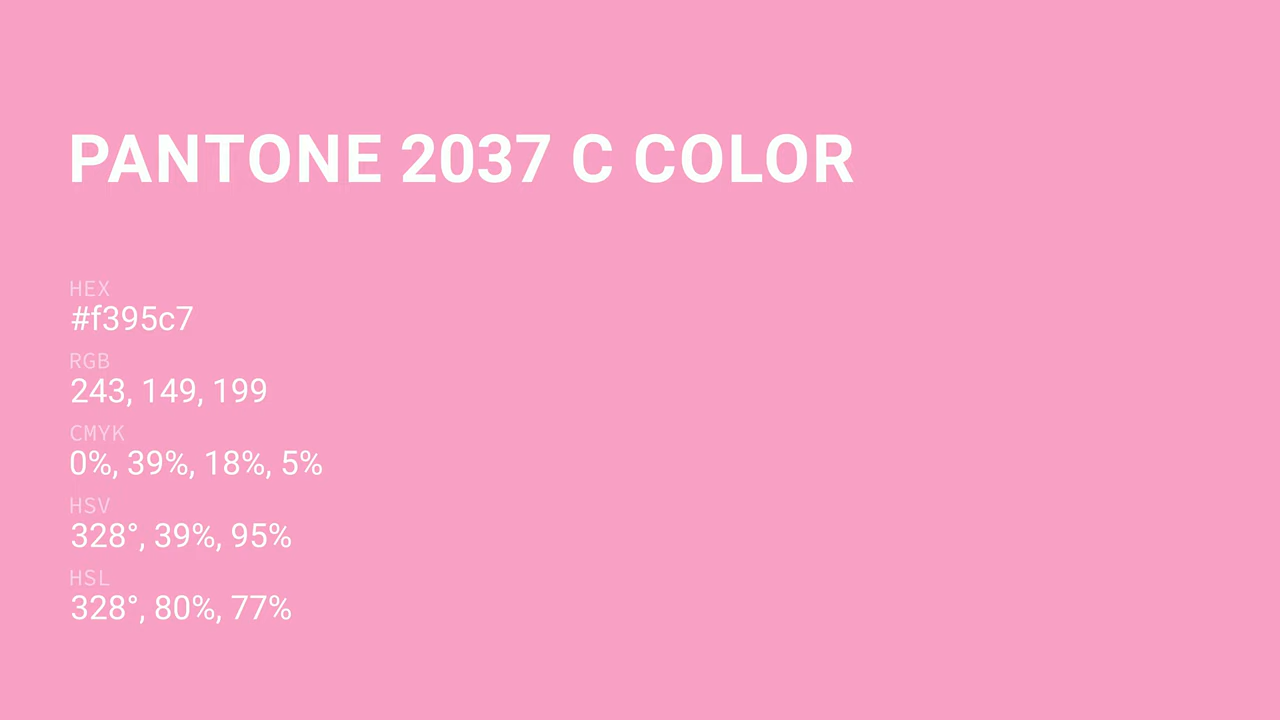 PANTONE 2037 C COLOR
HEX
#f395c7
RGB
243, 149, 199
CMYK
0%, 39%, 18%, 5%
HSV
328°, 39%, 95%
HSL
328°, 80%, 77%